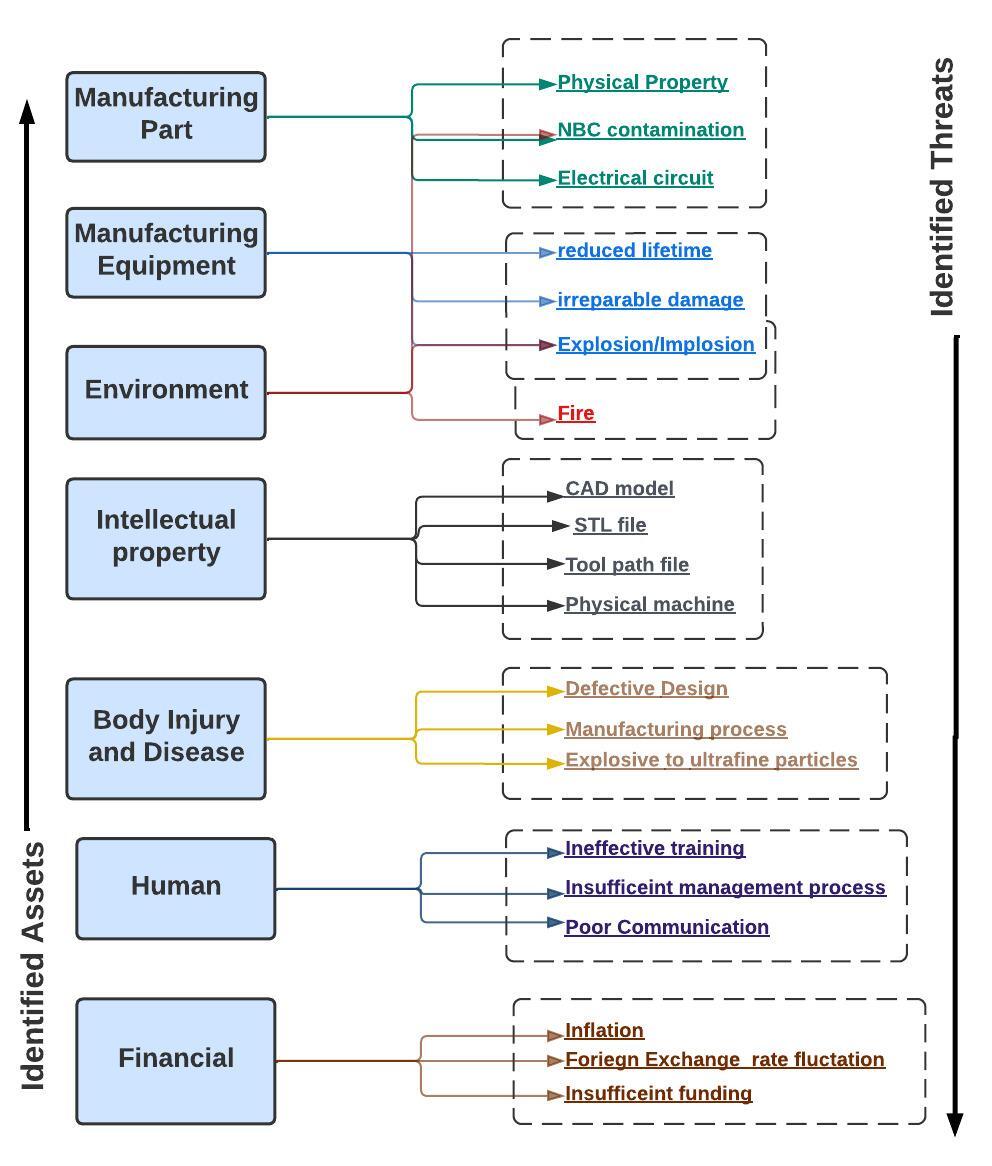 Manufacturing
Part
Physical Property
NBC contamination
Electrical circuit
Manufacturing
Equipment
reduced lifetime
irreparable damage
Explosion/Implosion
Environment
Fire
Intellectual
property
CAD model
STL file
Tool path file
Physical machine
Body Injury
and Disease
Defective Design
Manufacturing process
Explosive to ultrafine particles
Human
Ineffective training
Insufficeint management process
Poor Communication
Financial
Inflation
Foriegn Exchange  rate fluctation
Insufficeint funding
Identified Assets
Identified Threats